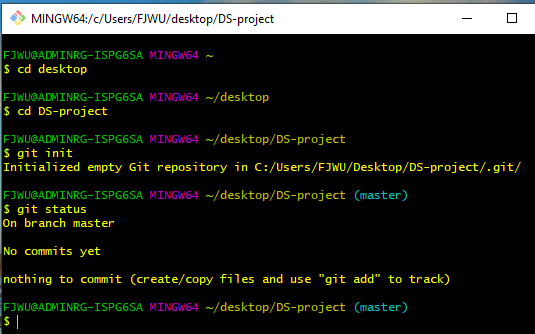 MINGW64:/c/Users/FJWU/desktop/DS-project
FJWU@ADMINRG-ISPG6SA MINGW64 ~
$ cd desktop
FJWU@ADMINRG-ISPG6SA MINGW64 ~/desktop
$ cd DS-project
FJWU@ADMINRG-ISPG6SA MINGW64 ~/desktop/DS-project
$ git init
Initialized empty Git repository in C:/Users/FJWU/Desktop/DS-project/.git/
FJWU@ADMINRG-ISPG6SA MINGW64 ~/desktop/DS-project (master)
$ git status
On branch master
No commits yet
nothing to commit (create/copy files and use "git add" to track)
FJWU@ADMINRG-ISPG6SA MINGW64 ~/desktop/DS-project (master)
$